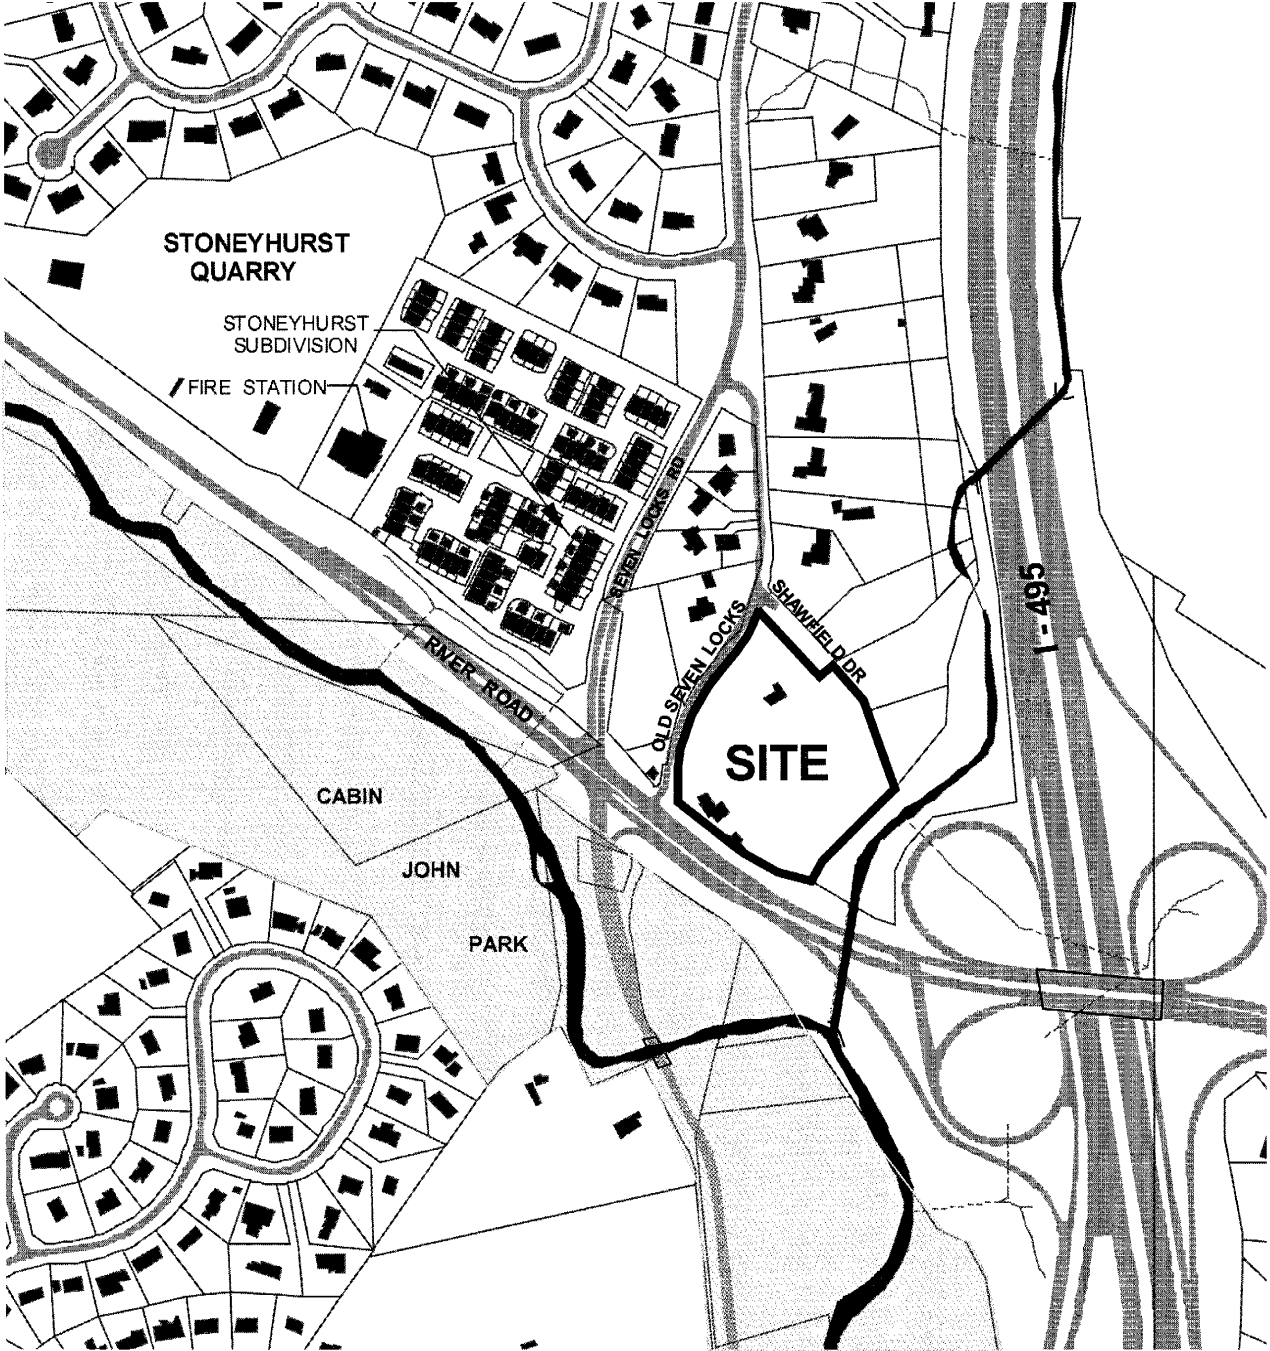 STONEYHURST
QUARRY
STONEYHURST
SUBDIVISION
FIRE STATION
SEVEN LOCKS RD
I - 495
SHAWFIELD DR
OLD SEVEN LOCKS
RIVER ROAD
SITE
CABIN
JOHN
PARK